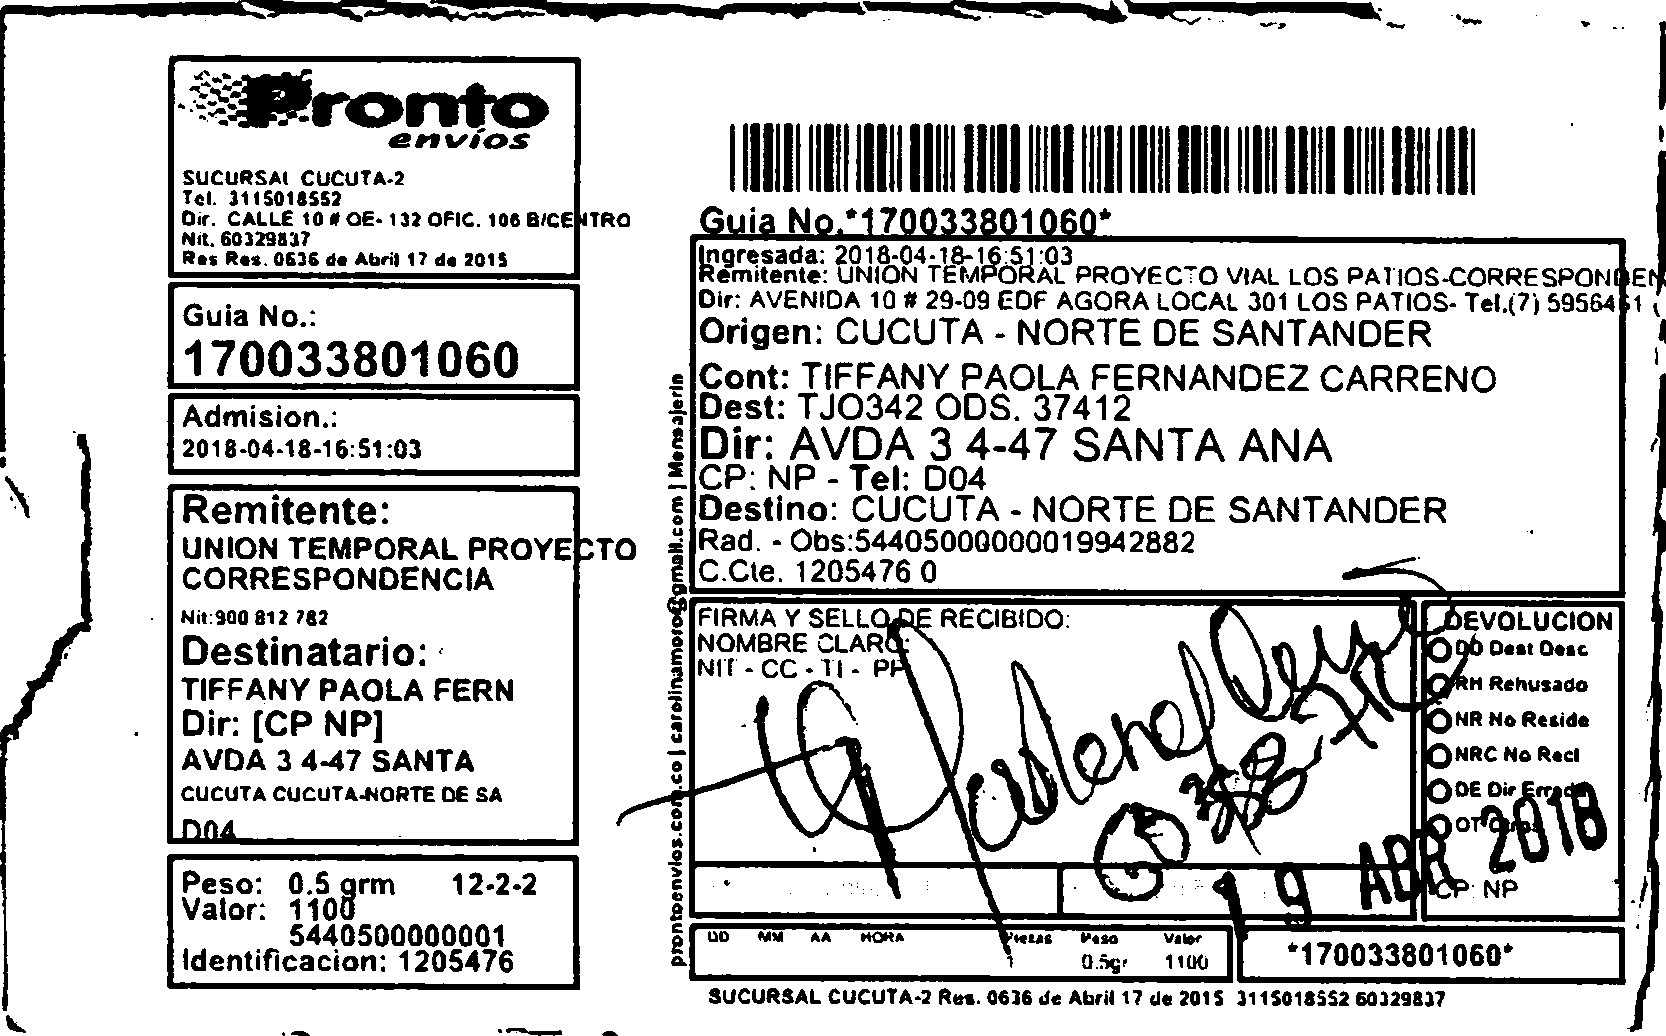 Pronto
envíos
SUCURSAL CUCUTA-2
Tel. 3115018552
Dir. CALLE 10 # OE- 132 OFIC. 106 B/CENTRO
Nit. 60329837
Res Res. 0636 de Abril 17 de 2015
Guia No.:
170033801060
Admision.:
2018-04-18-16:51:03
Remitente:
UNION TEMPORAL PROYECTO
CORRESPONDENCIA
Nit:900 812 782
Destinatario:
TIFFANY PAOLA FERN
Dir: [CP NP]
AVDA 3 4-47 SANTA
CUCUTA CUCUTA-NORTE DE SA
D04
Peso: 0.5 grm 12-2-2
Valor: 1100
5440500000001
Identificacion: 1205476
prontoenvios.com.co | carolinamoro@gmail.com | Mensajerin
Guia No.*170033801060*
Ingresada: 2018-04-18-16:51:03
Remitente: UNION TEMPORAL PROYECTO VIAL LOS PATIOS-CORRESPONDEN
Dir: AVENIDA 10 # 29-09 EDF AGORA LOCAL 301 LOS PATIOS- Tel.(7) 5956461 (
Origen: CUCUTA - NORTE DE SANTANDER
Cont: TIFFANY PAOLA FERNANDEZ CARRENO
Dest: TJO342 ODS. 37412
Dir: AVDA 3 4-47 SANTA ANA
CP: NP - Tel: D04
Destino: CUCUTA - NORTE DE SANTANDER
Rad. - Obs:54405000000019942882
C.Cte. 1205476 0
FIRMA Y SELLO DE RECIBIDO:
NOMBRE CLARO:
NIT - CC - TI - PP
DEVOLUCION
DD Dest Desc
RH Rehusado
NR No Reside
NRC No Recl
DE Dir Errada
OT Otros
19 ABR 2018
CP: NP
DD MM AA HORA Piezas Peso Valor
1 0.5gr 1100
*170033801060*
SUCURSAL CUCUTA-2 Res. 0636 de Abril 17 de 2015 3115018552 60329837